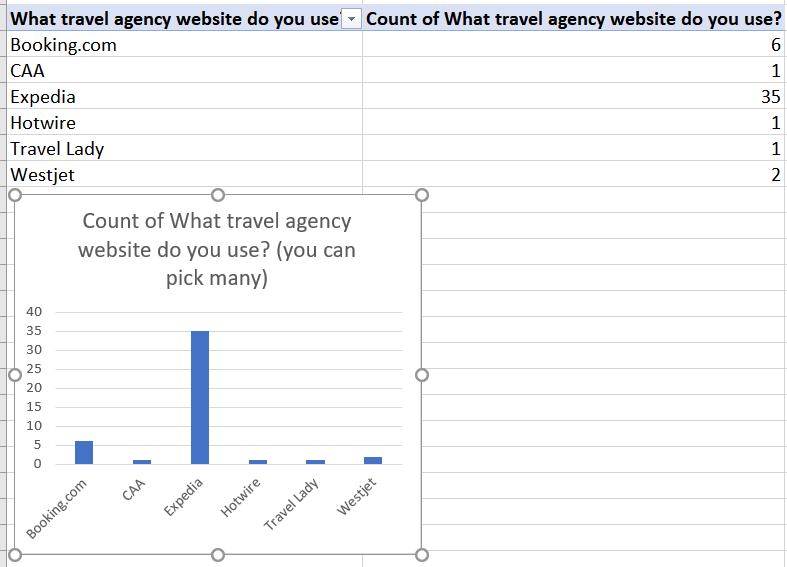 What travel agency website do you use? Count of What travel agency website do you use?
Booking.com 6
CAA 1
Expedia 35
Hotwire 1
Travel Lady 1
Westjet 2
Count of What travel agency
website do you use? (you can
pick many)
40
35
30
25
20
15
10
5
0
Booking.com CAA Expedia Hotwire Travel Lady Westjet